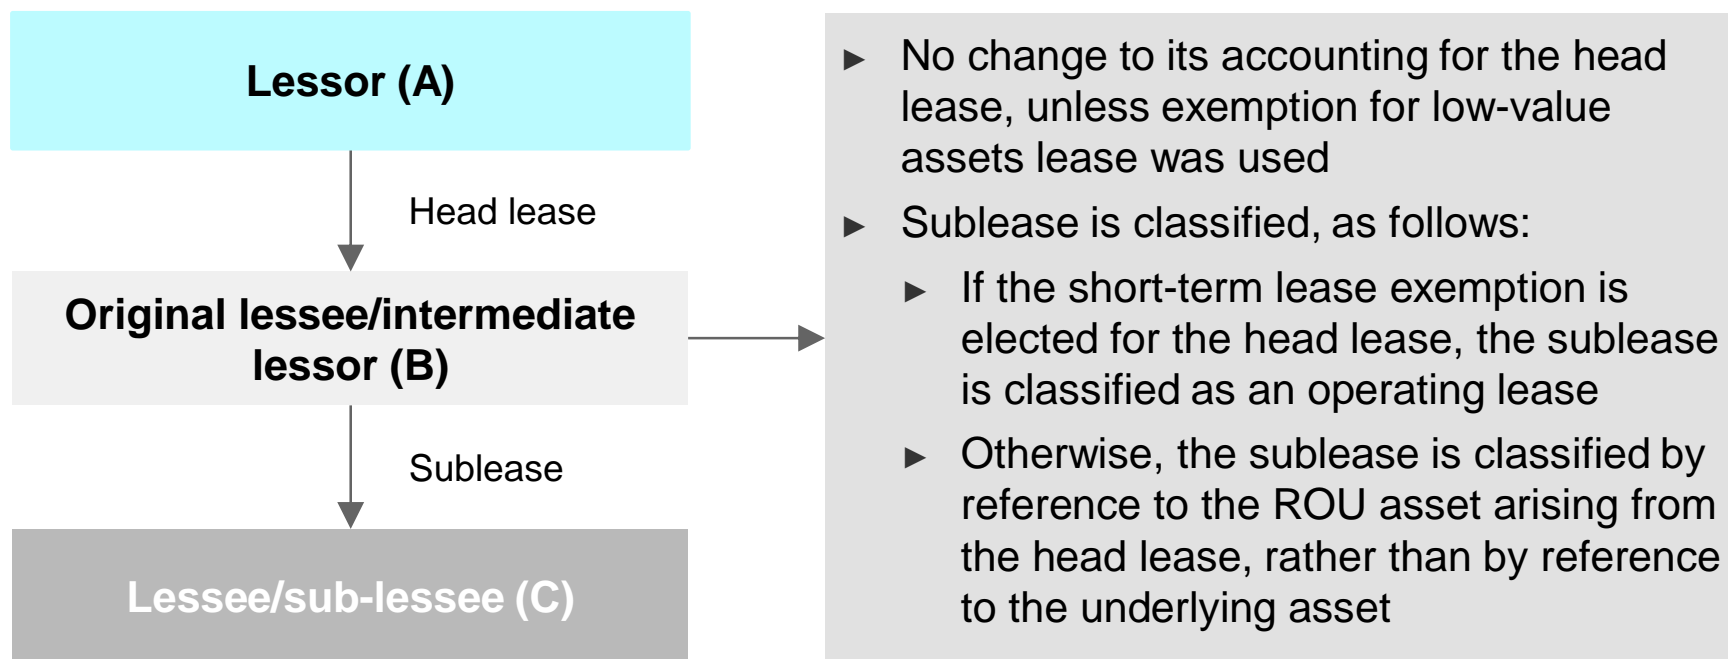 Lessor (A)
Head lease
Original lessee/intermediate
lessor (B)
Sublease
Lessee/sub-lessee (C)
► No change to its accounting for the head
lease, unless exemption for low-value
assets lease was used
► Sublease is classified, as follows:
► If the short-term lease exemption is
elected for the head lease, the sublease
is classified as an operating lease
► Otherwise, the sublease is classified by
reference to the ROU asset arising from
the head lease, rather than by reference
to the underlying asset